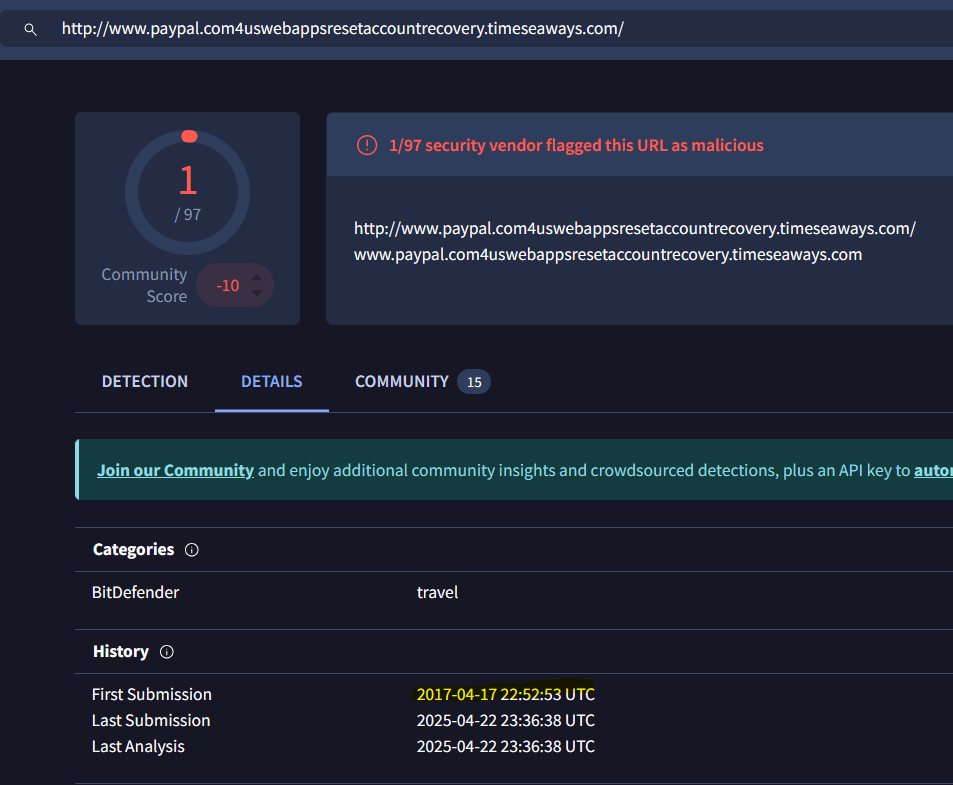 http://www.paypal.com4uswebappsresetaccountrecovery.timeseaways.com/
1
/ 97
Community
Score
-10
1/97 security vendor flagged this URL as malicious
http://www.paypal.com4uswebappsresetaccountrecovery.timeseaways.com/
www.paypal.com4uswebappsresetaccountrecovery.timeseaways.com
DETECTION DETAILS COMMUNITY 15
Join our Community and enjoy additional community insights and crowdsourced detections, plus an API key to
Categories
BitDefender travel
History
First Submission 2017-04-17 22:52:53 UTC
Last Submission 2025-04-22 23:36:38 UTC
Last Analysis 2025-04-22 23:36:38 UTC